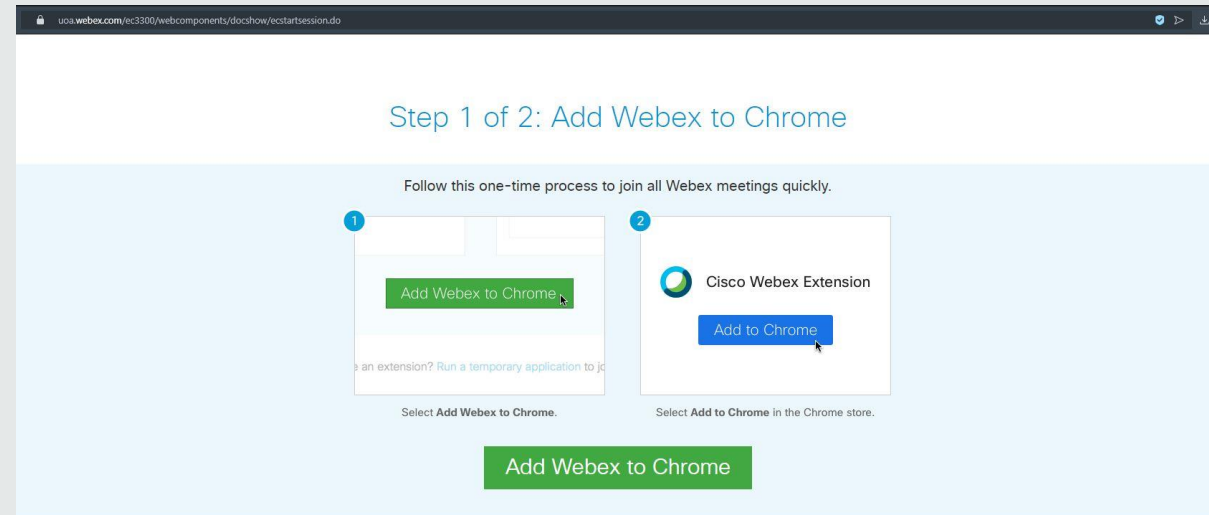 uoa.webex.com/ec3300/webcomponents/docshow/ecstartsession.do
Step 1 of 2: Add Webex to Chrome
Follow this one-time process to join all Webex meetings quickly.
1
Add Webex to Chrome
an extension? Run a temporary application to
Select Add Webex to Chrome.
2
Cisco Webex Extension
Add to Chrome
Select Add to Chrome in the Chrome store.
Add Webex to Chrome